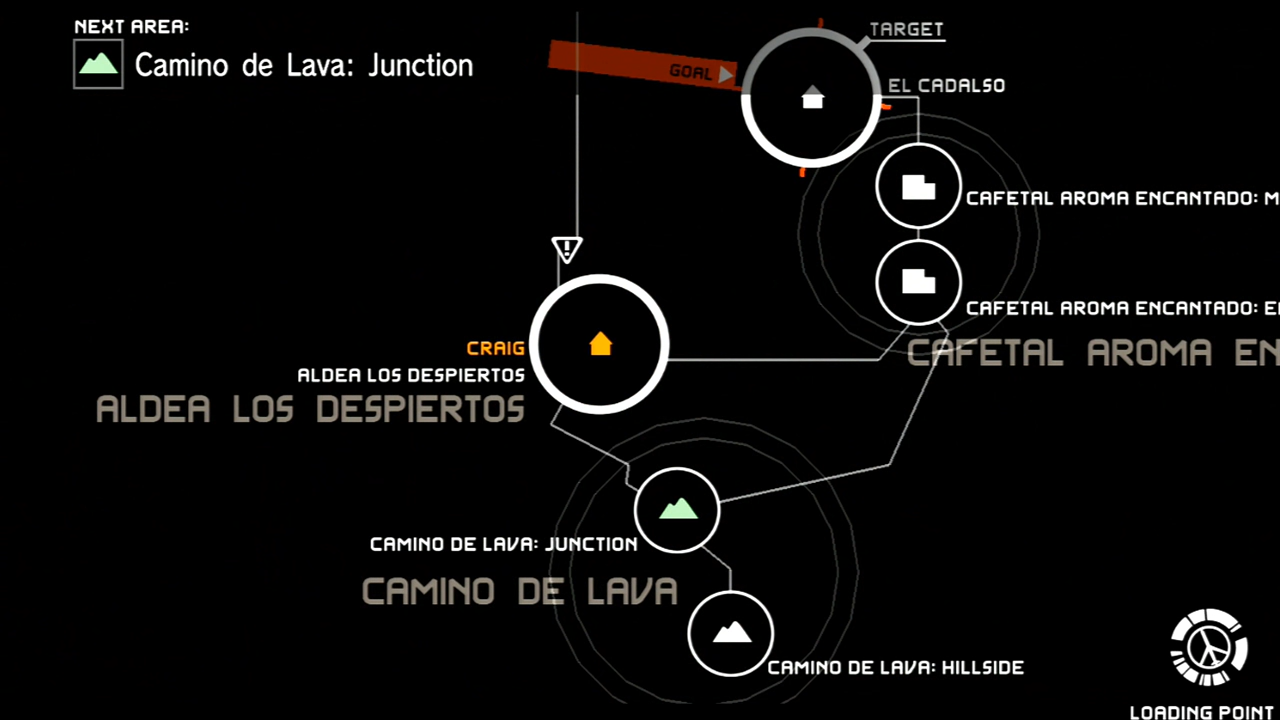 NEXT AREA:
Camino de Lava: Junction
TARGET
GOAL
EL CADALSO
CAFETAL AROMA ENCANTADO: M
CAFETAL AROMA ENCANTADO: E
CAFETAL AROMA EN
CRAIG
ALDEA LOS DESPIERTOS
ALDEA LOS DESPIERTOS
CAMINO DE LAVA: JUNCTION
CAMINO DE LAVA
CAMINO DE LAVA: HILLSIDE
LOADING POINT